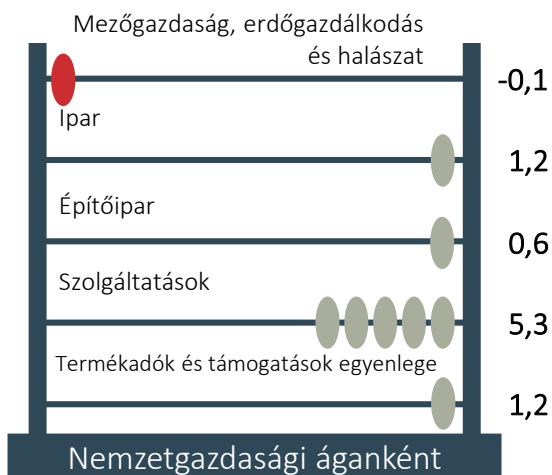 Mezőgazdaság, erdőgazdálkodás
és halászat
-0,1
Ipar
1,2
Építőipar
0,6
Szolgáltatások
5,3
Termékadók és támogatások egyenlege
1,2
Nemzetgazdasági áganként